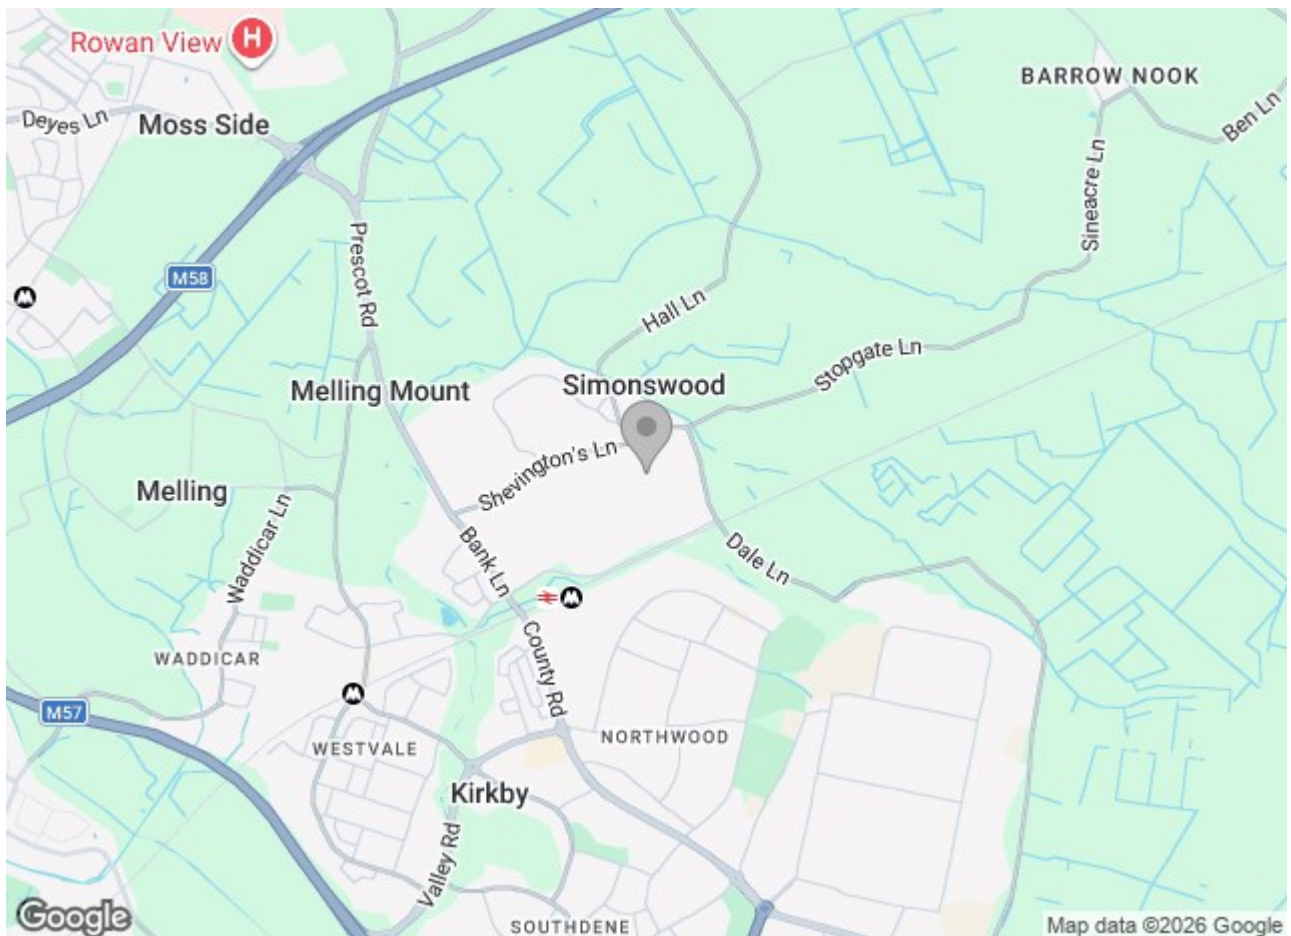 Rowan View
H
BARROW NOOK
Deyes Ln
Moss Side
Ben Ln
Sineacre Ln
Prescot Rd
M58
Hall Ln
Stopgate Ln
Melling Mount
Simonswood
Shevington's Ln
Melling
Waddicar Ln
Bank Ln
Dale Ln
County Rd
WADDICAR
M57
WESTVALE
NORTHWOOD
Kirkby
Valley Rd
SOUTHDENE
Google
Map data ©2026 Google